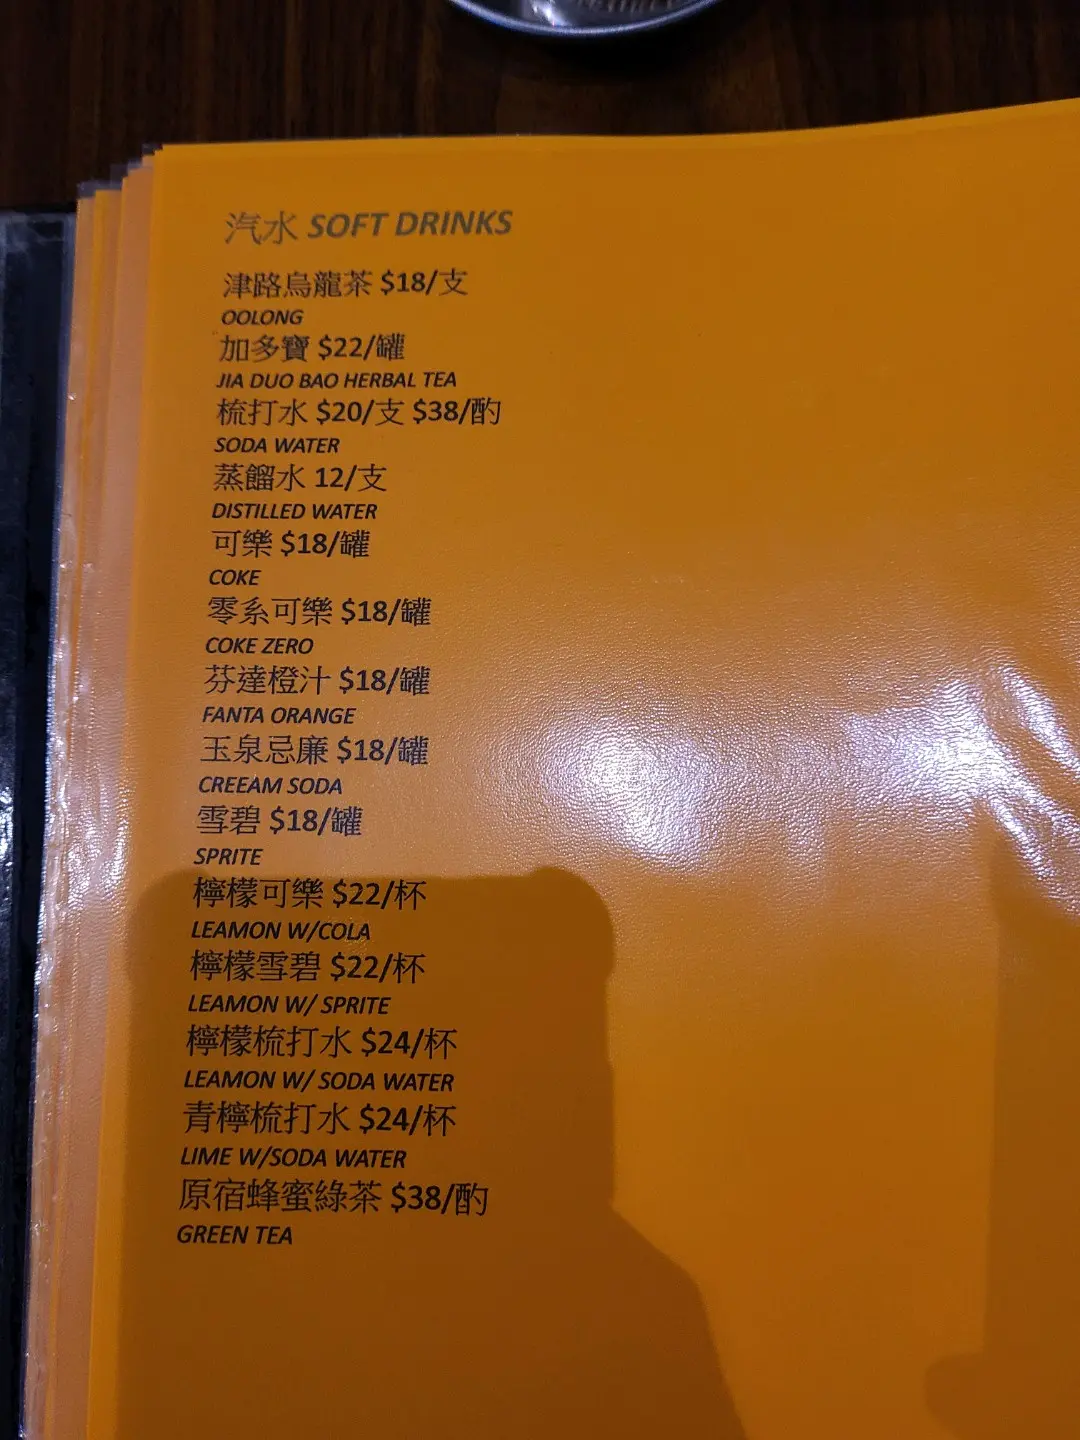 汽水 SOFT DRINKS
津路烏龍茶 $18/支
OOLONG
加多寶 $22/罐
JIA DUO BAO HERBAL TEA
梳打水 $20/支 $38/酌
SODA WATER
蒸餾水 12/支
DISTILLED WATER
可樂 $18/罐
COKE
零系可樂 $18/罐
COKE ZERO
芬達橙汁 $18/罐
FANTA ORANGE
玉泉忌廉 $18/罐
CREEAM SODA
雪碧 $18/罐
SPRITE
檸檬可樂 $22/杯
LEAMON W/COLA
檸檬雪碧 $22/杯
LEAMON W/ SPRITE
檸檬梳打水 $24/杯
LEAMON W/ SODA WATER
青檸梳打水 $24/杯
LIME W/SODA WATER
原宿蜂蜜綠茶 $38/酌
GREEN TEA